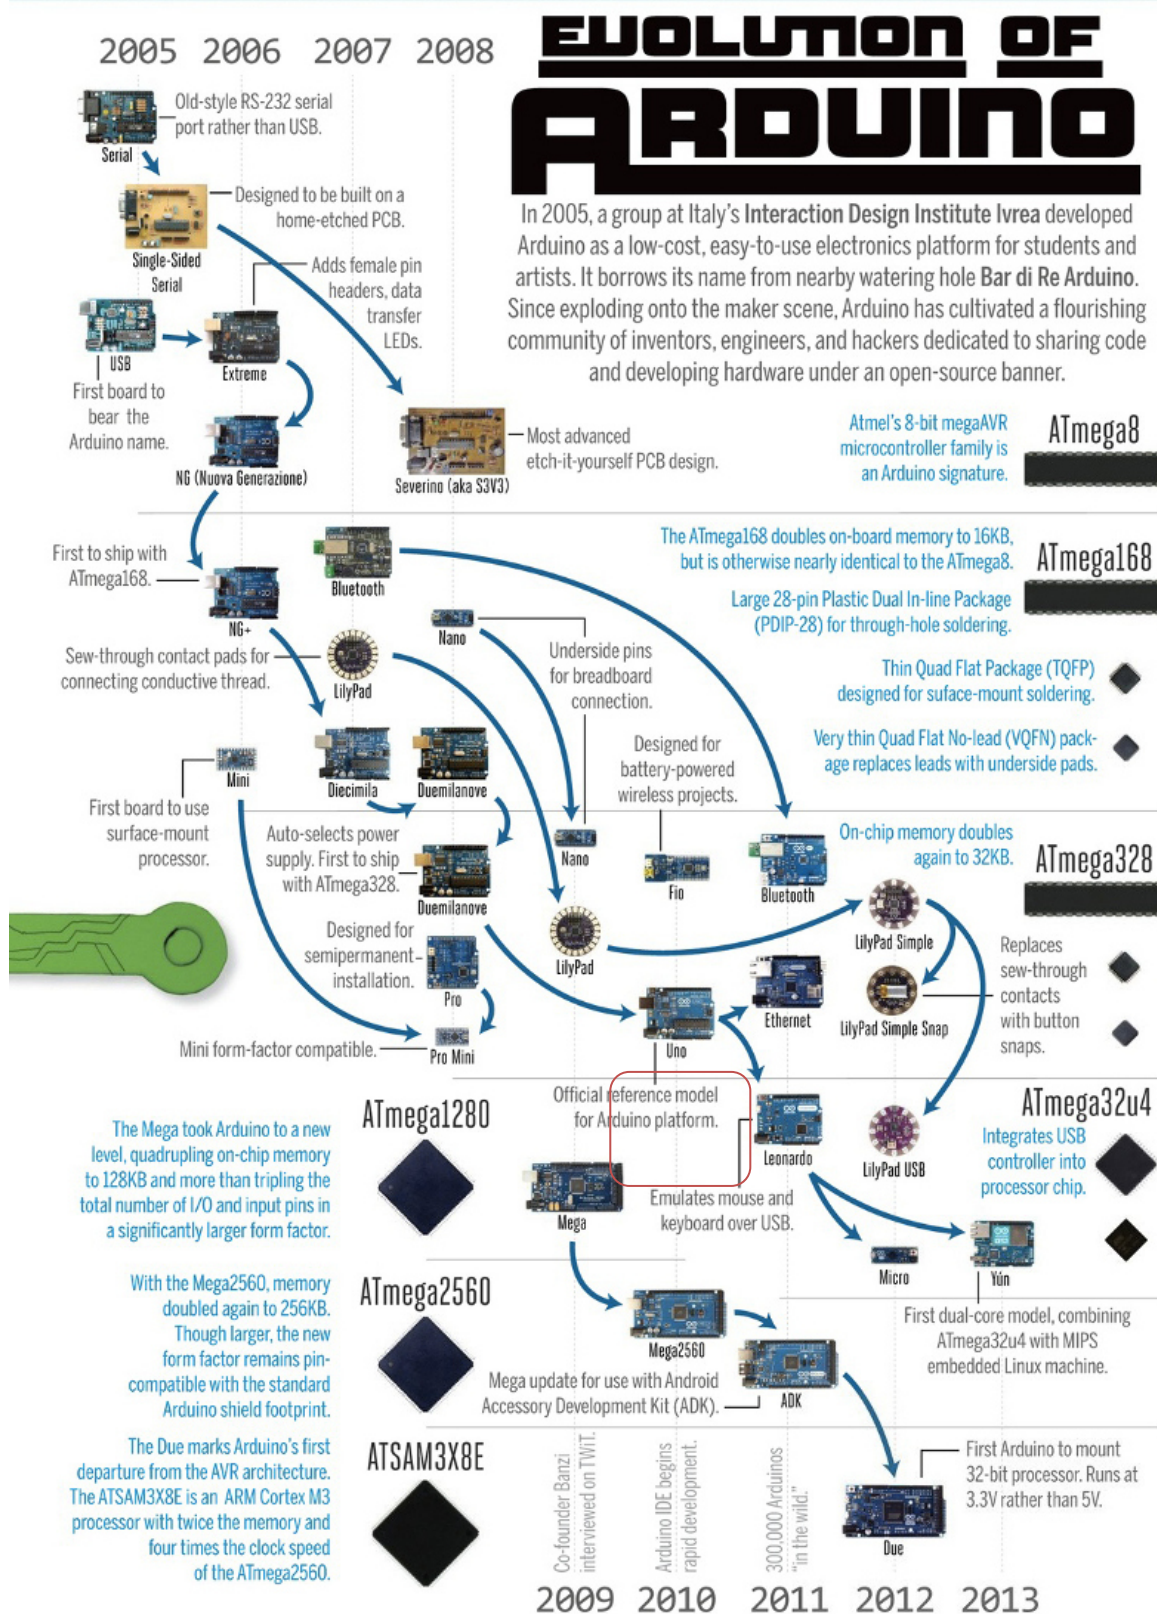 2005 2006 2007 2008
EVOLUTION OF
ARDUINO
In 2005, a group at Italy's Interaction Design Institute Ivrea developed
Arduino as a low-cost, easy-to-use electronics platform for students and
artists. It borrows its name from nearby watering hole Bar di Re Arduino.
Since exploding onto the maker scene, Arduino has cultivated a flourishing
community of inventors, engineers, and hackers dedicated to sharing code
and developing hardware under an open-source banner.
Old-style RS-232 serial
port rather than USB.
Serial
Designed to be built on a
home-etched PCB.
Single-Sided
Serial
Adds female pin
headers, data
transfer
LEDs.
USB
Extreme
First board to
bear the
Arduino name.
NG (Nuova Generazione)
Most advanced
etch-it-yourself PCB design.
Severino (aka S3V3)
Atmel's 8-bit megaAVR
microcontroller family is
an Arduino signature.
ATmega8
First to ship with
ATmega168.
NG+
Bluetooth
The ATmega168 doubles on-board memory to 16KB,
but is otherwise nearly identical to the ATmega8.
ATmega168
Large 28-pin Plastic Dual In-line Package
(PDIP-28) for through-hole soldering.
Nano
Sew-through contact pads for
connecting conductive thread.
LilyPad
Underside pins
for breadboard
connection.
Thin Quad Flat Package (TQFP)
designed for suface-mount soldering.
Very thin Quad Flat No-lead (VQFN) pack-
age replaces leads with underside pads.
Mini
Diecimila
Duemilanove
Designed for
battery-powered
wireless projects.
First board to use
surface-mount
processor.
Auto-selects power
supply. First to ship
with ATmega328.
Duemilanove
Nano
Fio
Bluetooth
On-chip memory doubles
again to 32KB.
ATmega328
Designed for
semipermanent
installation.
Pro
LilyPad
LilyPad Simple
Replaces
sew-through
contacts
with button
snaps.
Ethernet
LilyPad Simple Snap
Mini form-factor compatible.
Pro Mini
Uno
Official reference model
for Arduino platform.
ATmega1280
The Mega took Arduino to a new
level, quadrupling on-chip memory
to 128KB and more than tripling the
total number of I/O and input pins in
a significantly larger form factor.
Leonardo
LilyPad USB
ATmega32u4
Integrates USB
controller into
processor chip.
Mega
Emulates mouse and
keyboard over USB.
Micro
Yún
First dual-core model, combining
ATmega32u4 with MIPS
embedded Linux machine.
With the Mega2560, memory
doubled again to 256KB.
Though larger, the new
form factor remains pin-
compatible with the standard
Arduino shield footprint.
ATmega2560
Mega2560
Mega update for use with Android
Accessory Development Kit (ADK).
ADK
The Due marks Arduino's first
departure from the AVR architecture.
The ATSAM3X8E is an ARM Cortex M3
processor with twice the memory and
four times the clock speed
of the ATmega2560.
ATSAM3X8E
Co-founder Banzi
interviewed on TWiT.
Arduino IDE begins
rapid development.
300,000 Arduinos
"in the wild."
First Arduino to mount
32-bit processor. Runs at
3.3V rather than 5V.
Due
2009 2010 2011 2012 2013